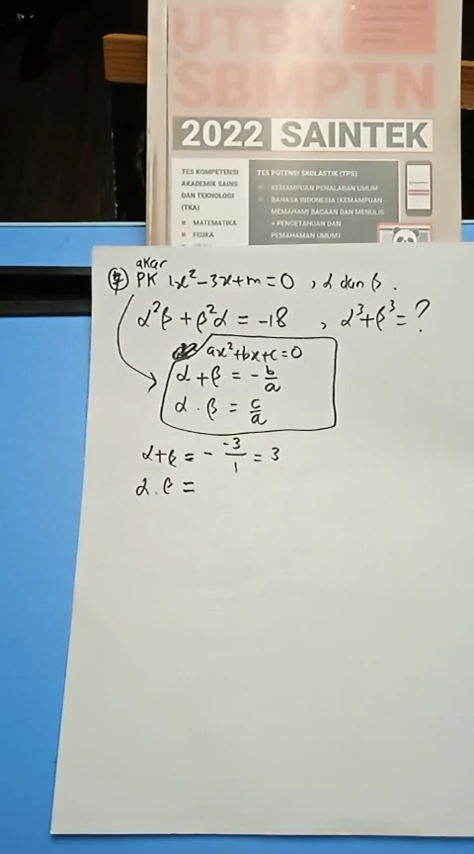 UTBK
SBMPTN
2022 SAINTEK
TES KOMPETENSI
AKADEMIK SAINS
DAN TEKNOLOGI
(TKA)
MATEMATIKA
FISIKA
TES POTENSI SKOLASTIK (TPS)
KEMAMPUAN PENALARAN UMUM
BAHASA INDONESIA (KEMAMPUAN
MEMAHAMI BACAAN DAN MENULIS
+ PENGETAHUAN DAN
PEMAHAMAN UMUM)
akar
PK 1x²-3x+m=0 , α dan β.
α²β + β²α = -18 , α³+β³=?
ax²+bx+c=0
α + β = - b/a
α . β = c/a
α+β = - -3/1 = 3
α . β =